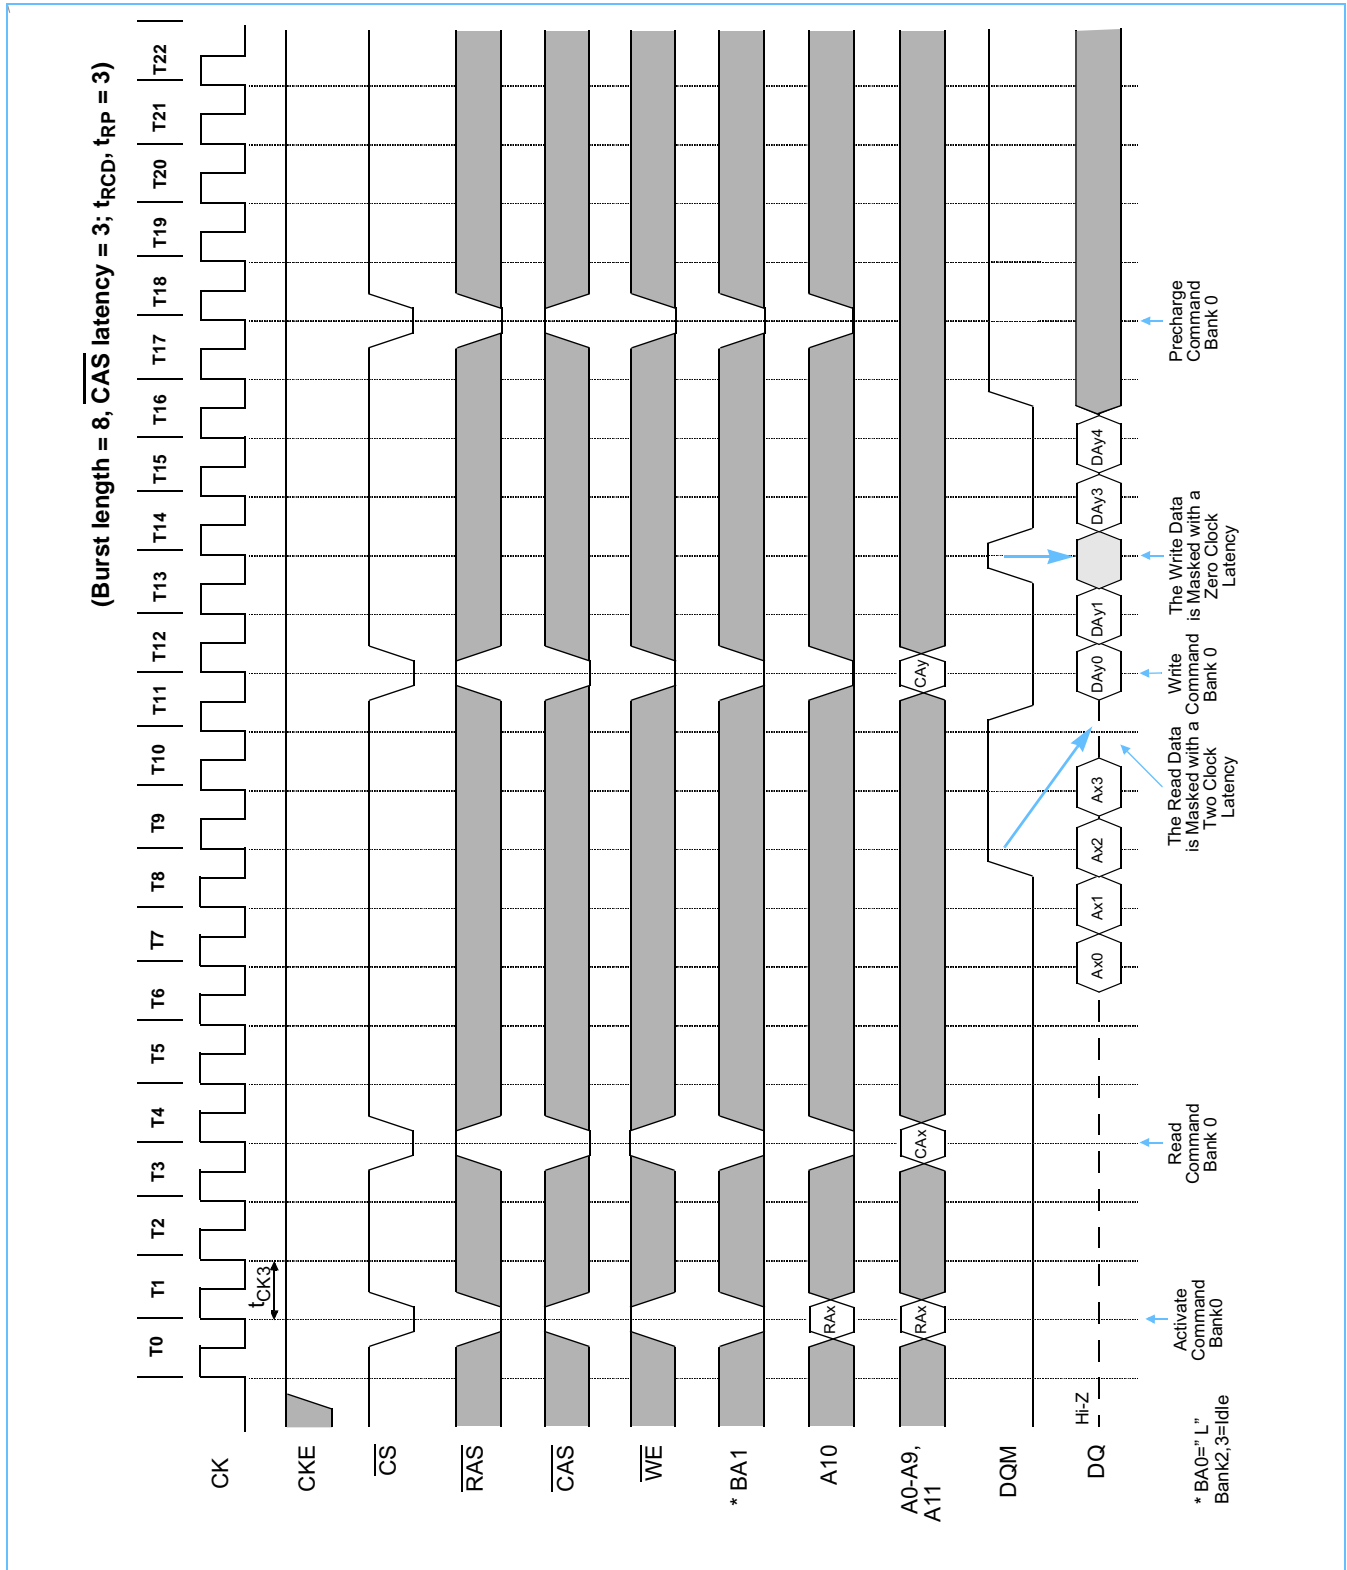 (Burst length = 8, CAS latency = 3; tRCD, tRP = 3)
T0 T1 T2 T3 T4 T5 T6 T7 T8 T9 T10 T11 T12 T13 T14 T15 T16 T17 T18 T19 T20 T21 T22
CK
tCK3
CKE
CS
RAS
CAS
WE
* BA1
A10
RAx
A0-A9,
A11
RAx CAx CAy
DQM
DQ
Hi-Z
Ax0 Ax1 Ax2 Ax3 DAy0 DAy1 DAy3 DAy4
* BA0=" L"
Bank2,3=Idle
Activate
Command
Bank0
Read
Command
Bank 0
The Read Data
is Masked with a
Two Clock
Latency
Write
Command
Bank 0
The Write Data
is Masked with a
Zero Clock
Latency
Precharge
Command
Bank 0